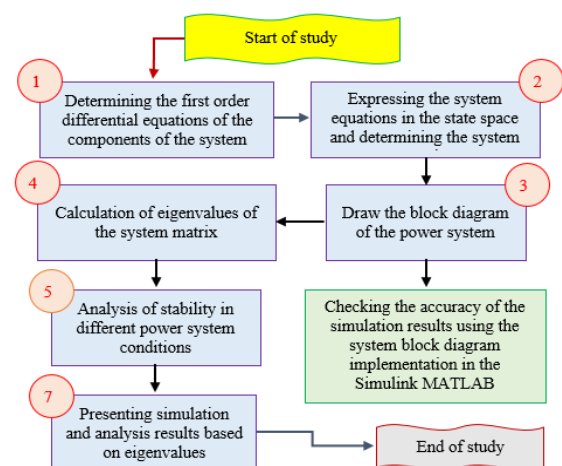 Start of study
1
Determining the first order
differential equations of the
components of the system
2
Expressing the system
equations in the state space
and determining the system
3
Draw the block diagram
of the power system
4
Calculation of eigenvalues of
the system matrix
Checking the accuracy of the
simulation results using the
system block diagram
implementation in the
Simulink MATLAB
5
Analysis of stability in
different power system
conditions
7
Presenting simulation
and analysis results based
on eigenvalues
End of study